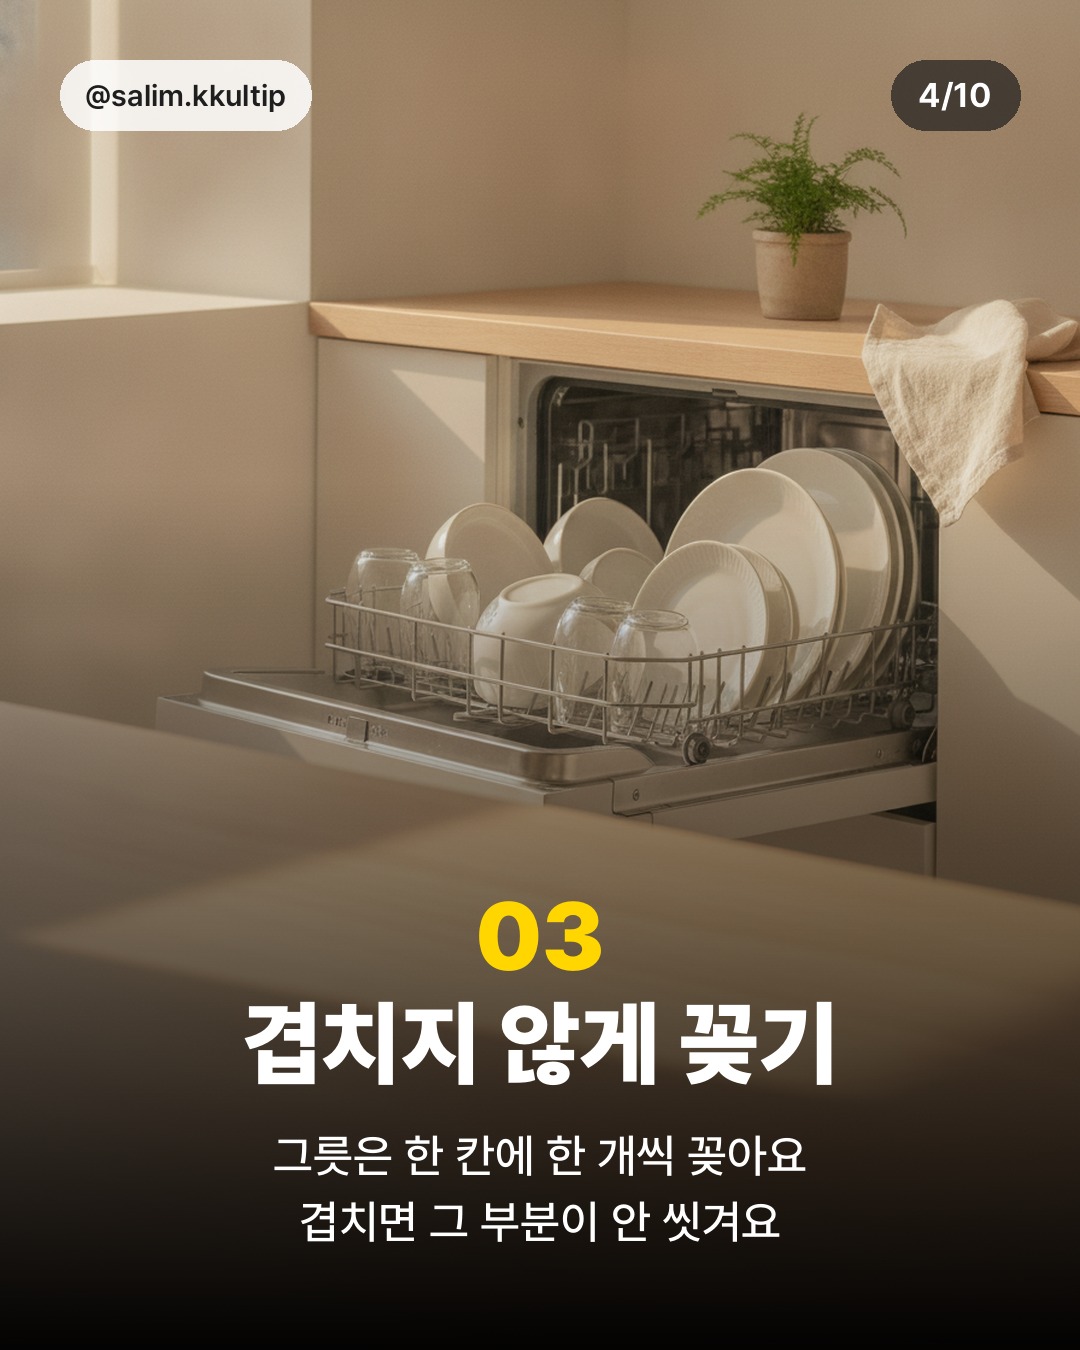 @salim.kkultip
4/10
03
겹치지 않게 꽂기
그릇은 한 칸에 한 개씩 꽂아요
겹치면 그 부분이 안 씻겨요